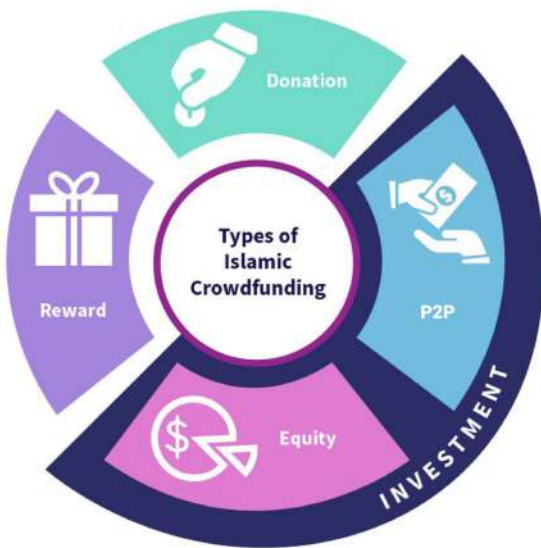 Donation
Types of
Islamic
Crowdfunding
Reward
P2P
Equity
INVESTMENT
$
$